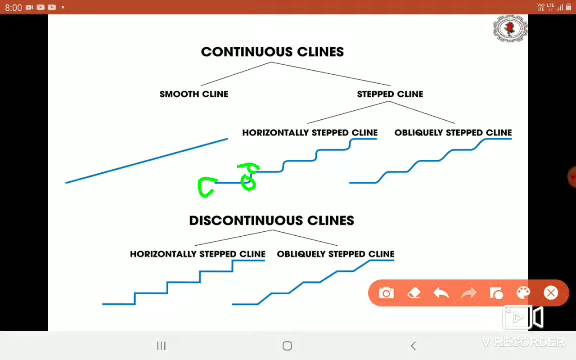 8:00
CONTINUOUS CLINES
SMOOTH CLINE
STEPPED CLINE
HORIZONTALLY STEPPED CLINE
OBLIQUELY STEPPED CLINE
C
DISCONTINUOUS CLINES
HORIZONTALLY STEPPED CLINE
OBLIQUELY STEPPED CLINE
V RECORDER